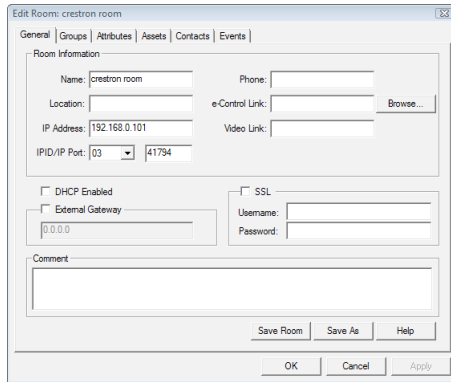 Edit Room: crestron room
General Groups Attributes Assets Contacts Events
Room Information
Name: crestron room Phone:
Location: e-Control Link: Browse...
IP Address: 192.168.0.101 Video Link:
IPID/IP Port: 03 41794
DHCP Enabled SSL
External Gateway Username:
0.0.0.0 Password:
Comment
Save Room Save As Help
OK Cancel Apply